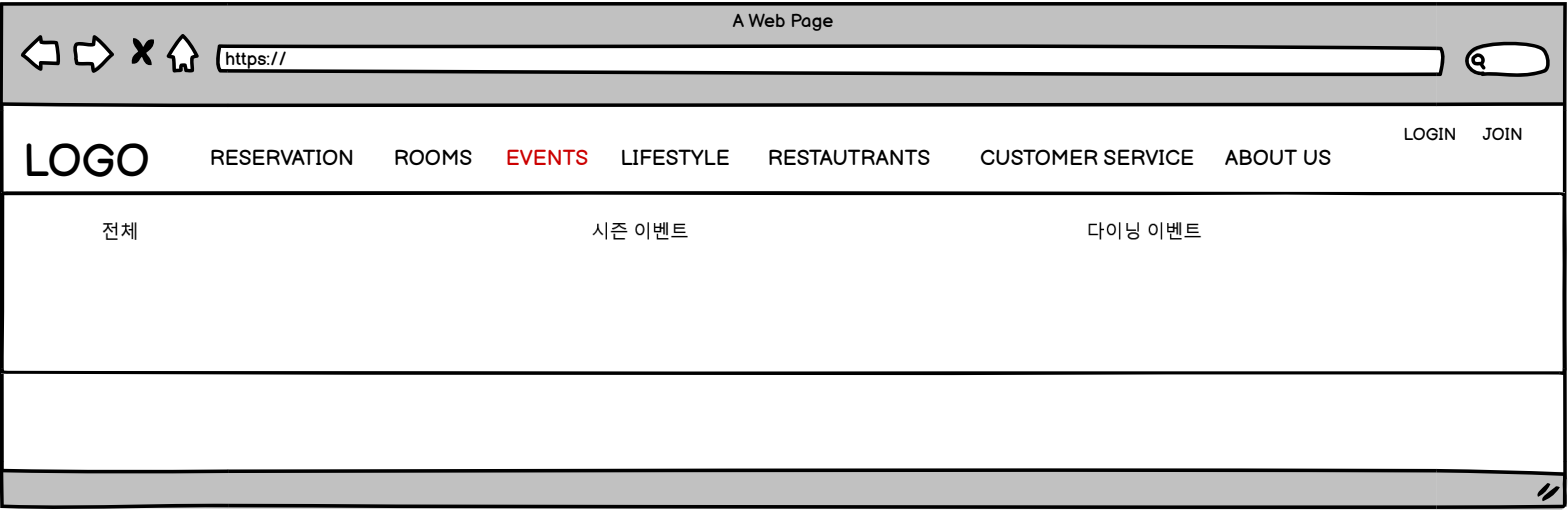 A Web Page
https://
LOGIN JOIN
LOGO RESERVATION ROOMS EVENTS LIFESTYLE RESTAUTRANTS CUSTOMER SERVICE ABOUT US
전체 시즌 이벤트 다이닝 이벤트